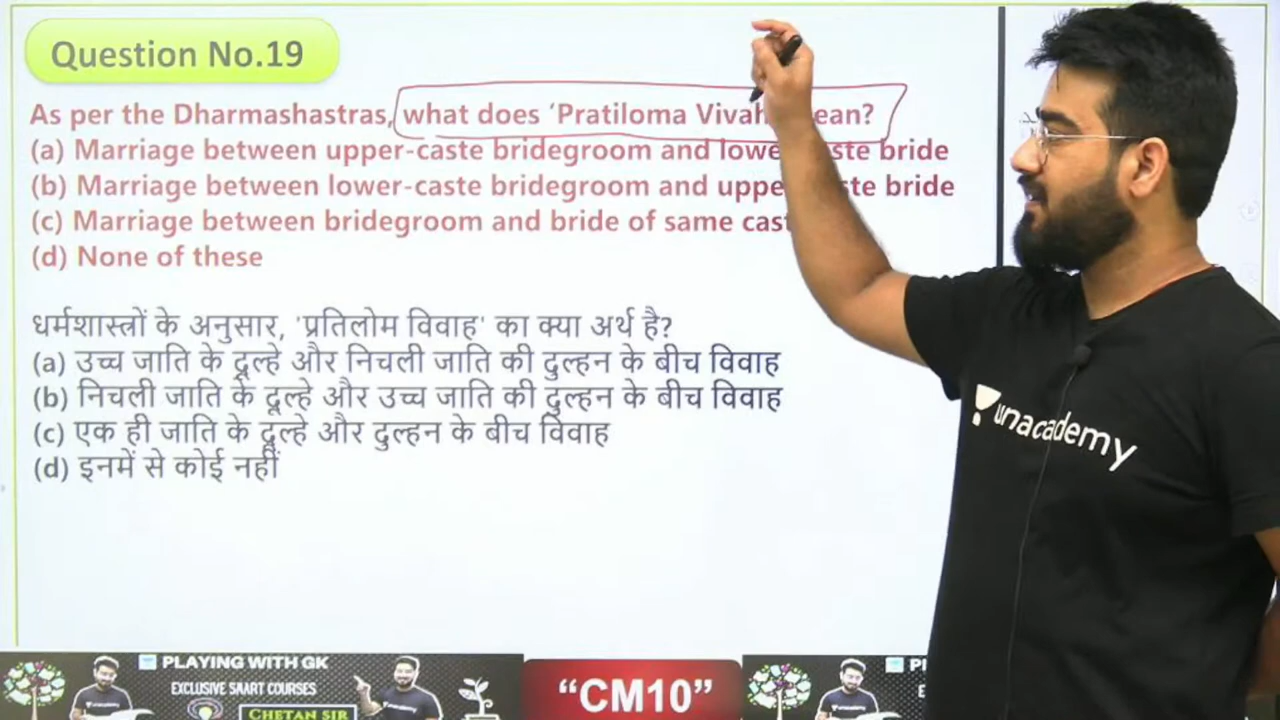 Question No.19
As per the Dharmashastras, what does ‘Pratiloma Vivah ean?
(a) Marriage between upper-caste bridegroom and lowe ste bride
(b) Marriage between lower-caste bridegroom and uppe te bride
(c) Marriage between bridegroom and bride of same cast
(d) None of these
धर्मशास्त्रों के अनुसार, 'प्रतिलोम विवाह' का क्या अर्थ है?
(a) उच्च जाति के दूल्हे और निचली जाति की दुल्हन के बीच विवाह
(b) निचली जाति के दूल्हे और उच्च जाति की दुल्हन के बीच विवाह
(c) एक ही जाति के दूल्हे और दुल्हन के बीच विवाह
(d) इनमें से कोई नहीं
unacademy
PLAYING WITH GK
EXCLUSIVE SAART COURSES
CHETAN SIR
“CM10”